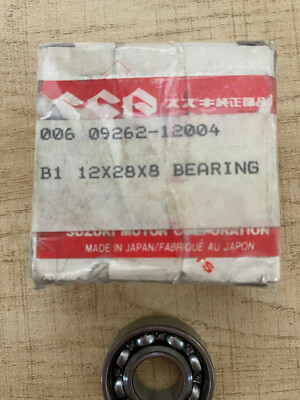 SGP スズキ純正部品
006 09262-12004
B1 12X28X8 BEARING
SUZUKI MOTOR CORPORATION
MADE IN JAPAN/FABRIQUÉ AU JAPON